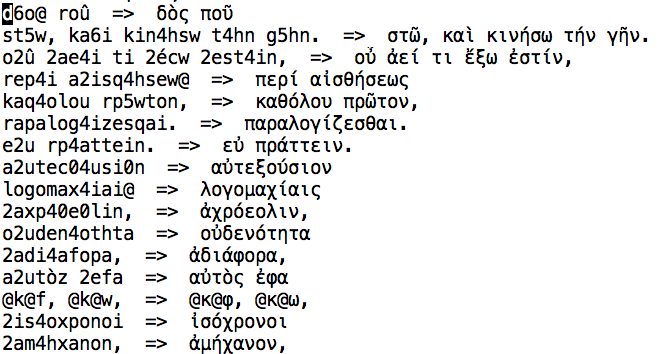 d6o@ roû  =>  δὸς ποῦ
st5w, ka6i kin4hsw t4hn g5hn.  =>  στῶ, καὶ κινήσω τήν γῆν.
o2û 2ae4i ti 2écw 2est4in,  =>  οὗ ἀεί τι ἔξω ἐστίν,
rep4i a2isq4hsew@  =>  περί αἰσθήσεως
kaq4olou rp5wton,  =>  καθόλου πρῶτον,
rapalog4izesqai.  =>  παραλογίζεσθαι.
e2u rp4attein.  =>  εὐ πράττειν.
a2utec04usi0n  =>  αὐτεξούσιον
logomax4iai@  =>  λογομαχίαις
2axp40e0lin,  =>  ἀχρόεολιν,
o2uden4othta  =>  οὐδενότητα
2adi4afopa,  =>  ἀδιάφορα,
a2utòz 2efa  =>  αὐτὸς ἐφα
@k@f, @k@w,  =>  @κ@φ, @κ@ω,
2is4oxponoi  =>  ἰσόχρονοι
2am4hxanon,  =>  ἀμήχανον,